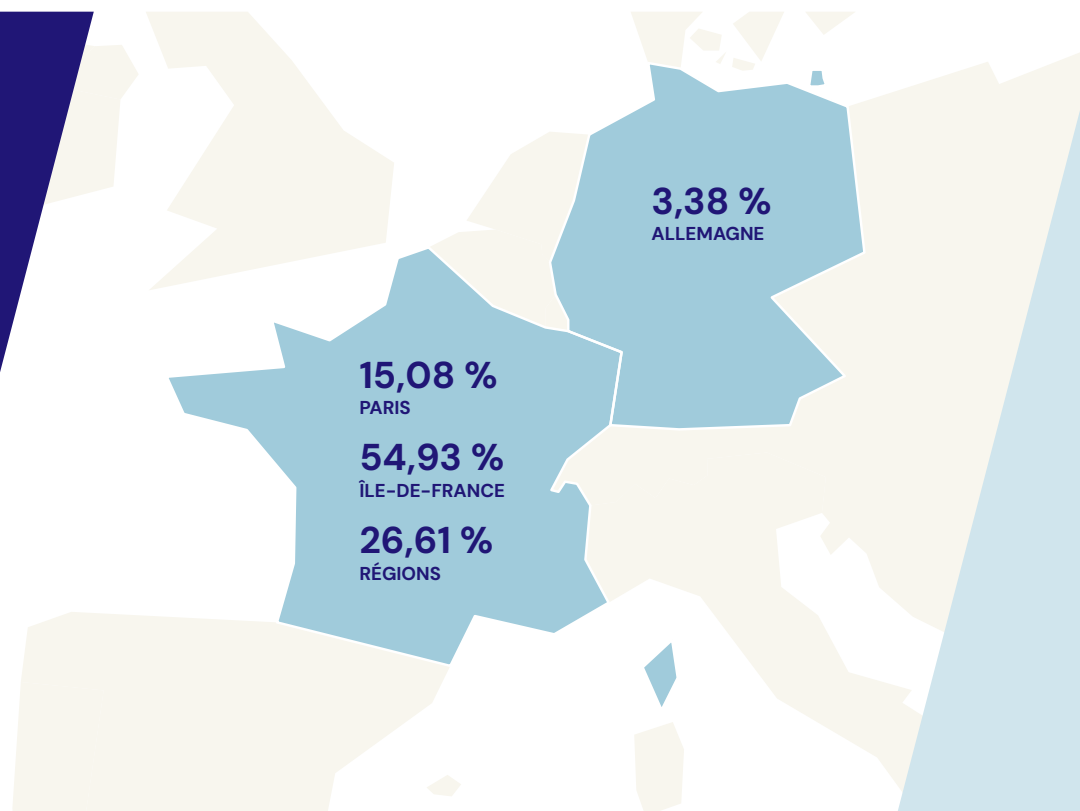 3,38 %
ALLEMAGNE
15,08 %
PARIS
54,93 %
ÎLE-DE-FRANCE
26,61 %
RÉGIONS